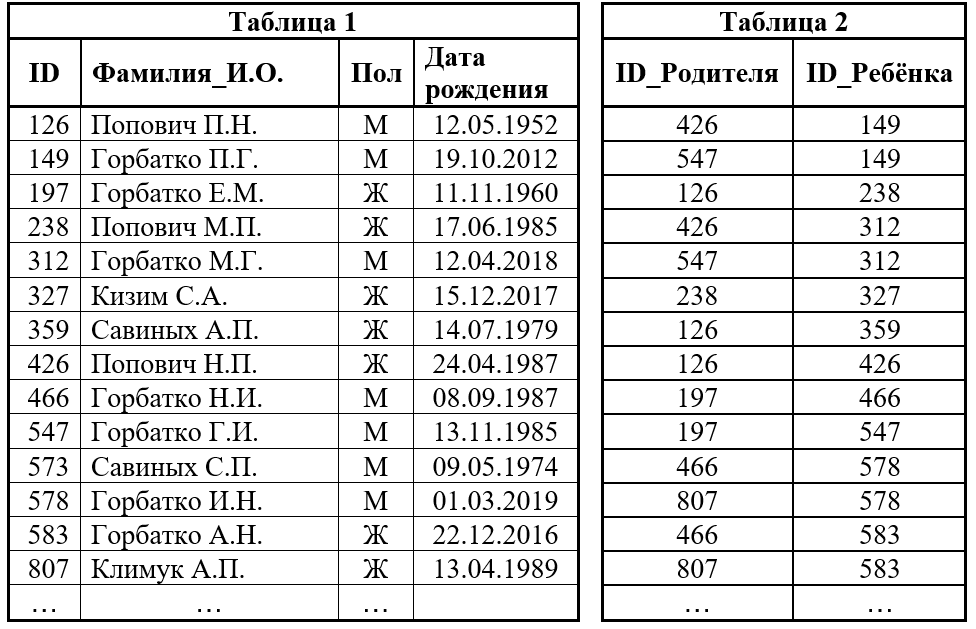 Таблица 1
ID Фамилия_И.О. Пол Дата рождения
126 Попович П.Н. М 12.05.1952
149 Горбатко П.Г. М 19.10.2012
197 Горбатко Е.М. Ж 11.11.1960
238 Попович М.П. Ж 17.06.1985
312 Горбатко М.Г. М 12.04.2018
327 Кизим С.А. Ж 15.12.2017
359 Савиных А.П. Ж 14.07.1979
426 Попович Н.П. Ж 24.04.1987
466 Горбатко Н.И. М 08.09.1987
547 Горбатко Г.И. М 13.11.1985
573 Савиных С.П. М 09.05.1974
578 Горбатко И.Н. М 01.03.2019
583 Горбатко А.Н. Ж 22.12.2016
807 Климук А.П. Ж 13.04.1989
… … …
Таблица 2
ID_Родителя ID_Ребёнка
426 149
547 149
126 238
426 312
547 312
238 327
126 359
126 426
197 466
197 547
466 578
807 578
466 583
807 583
… …